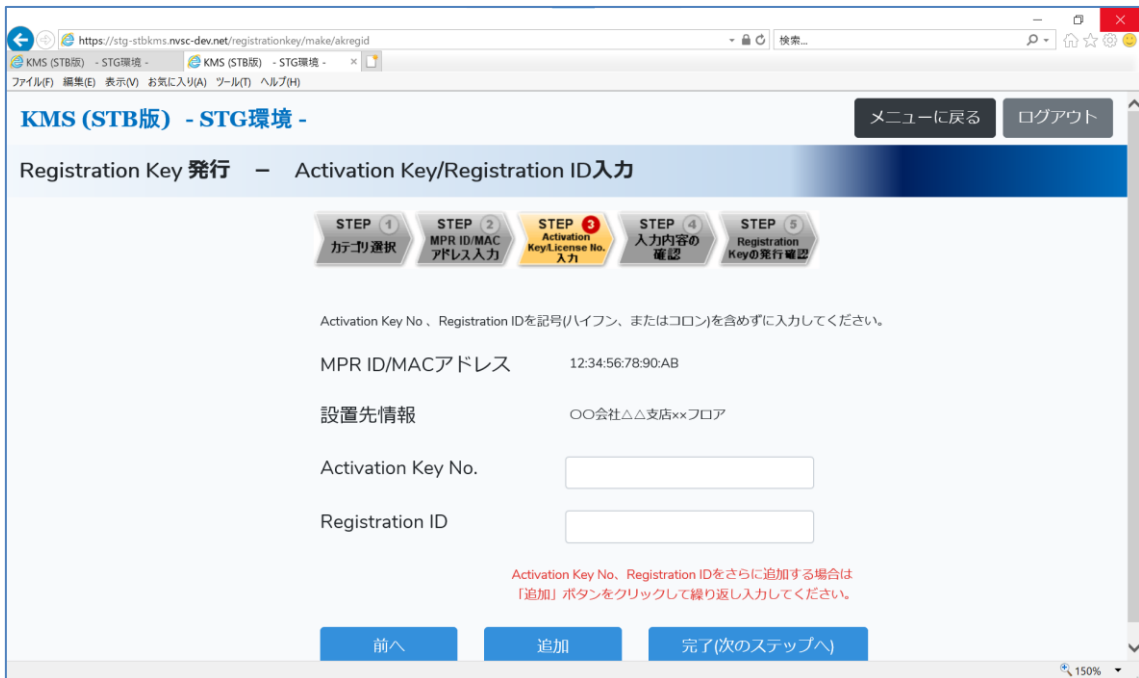 https://stg-stbkms.nvsc-dev.net/registrationkey/make/akregid
検索...
KMS (STB版) - STG環境 -
KMS (STB版) - STG環境 -
ファイル(F) 編集(E) 表示(V) お気に入り(A) ツール(T) ヘルプ(H)
KMS (STB版) - STG環境 -
メニューに戻る
ログアウト
Registration Key 発行 － Activation Key/Registration ID入力
STEP 1
カテゴリ選択
STEP 2
MPR ID/MAC
アドレス入力
STEP 3
Activation
Key/License No.
入力
STEP 4
入力内容の
確認
STEP 5
Registration
Keyの発行確認
Activation Key No 、Registration IDを記号(ハイフン、またはコロン)を含めずに入力してください。
MPR ID/MACアドレス 12:34:56:78:90:AB
設置先情報 〇〇会社△△支店××フロア
Activation Key No.
Registration ID
Activation Key No、Registration IDをさらに追加する場合は
「追加」ボタンをクリックして繰り返し入力してください。
前へ
追加
完了(次のステップへ)
150%